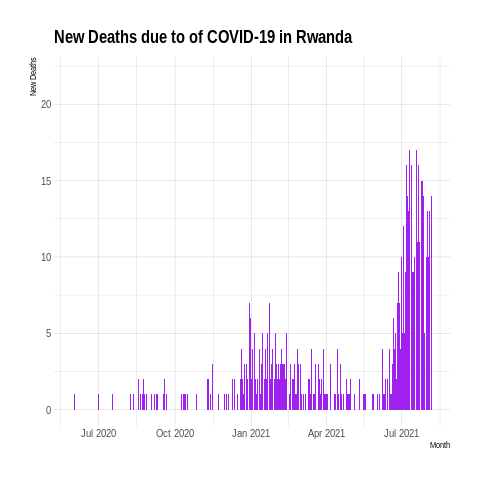 New Deaths due to of COVID-19 in Rwanda
New Deaths
20
15
10
5
0
Jul 2020 Oct 2020 Jan 2021 Apr 2021 Jul 2021
Month